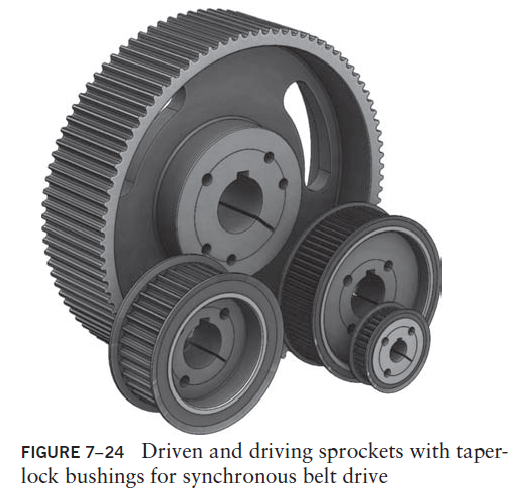 FIGURE 7–24 Driven and driving sprockets with taper-
lock bushings for synchronous belt drive